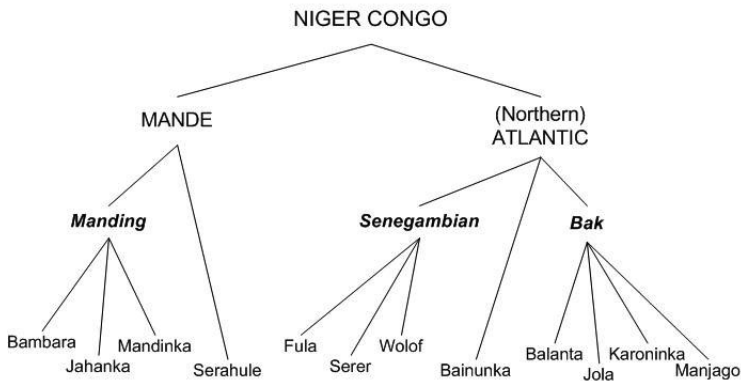 NIGER CONGO
MANDE
(Northern)
ATLANTIC
Manding
Senegambian
Bak
Bambara
Jahanka
Mandinka
Serahule
Fula
Serer
Wolof
Bainunka
Balanta
Jola
Karoninka
Manjago